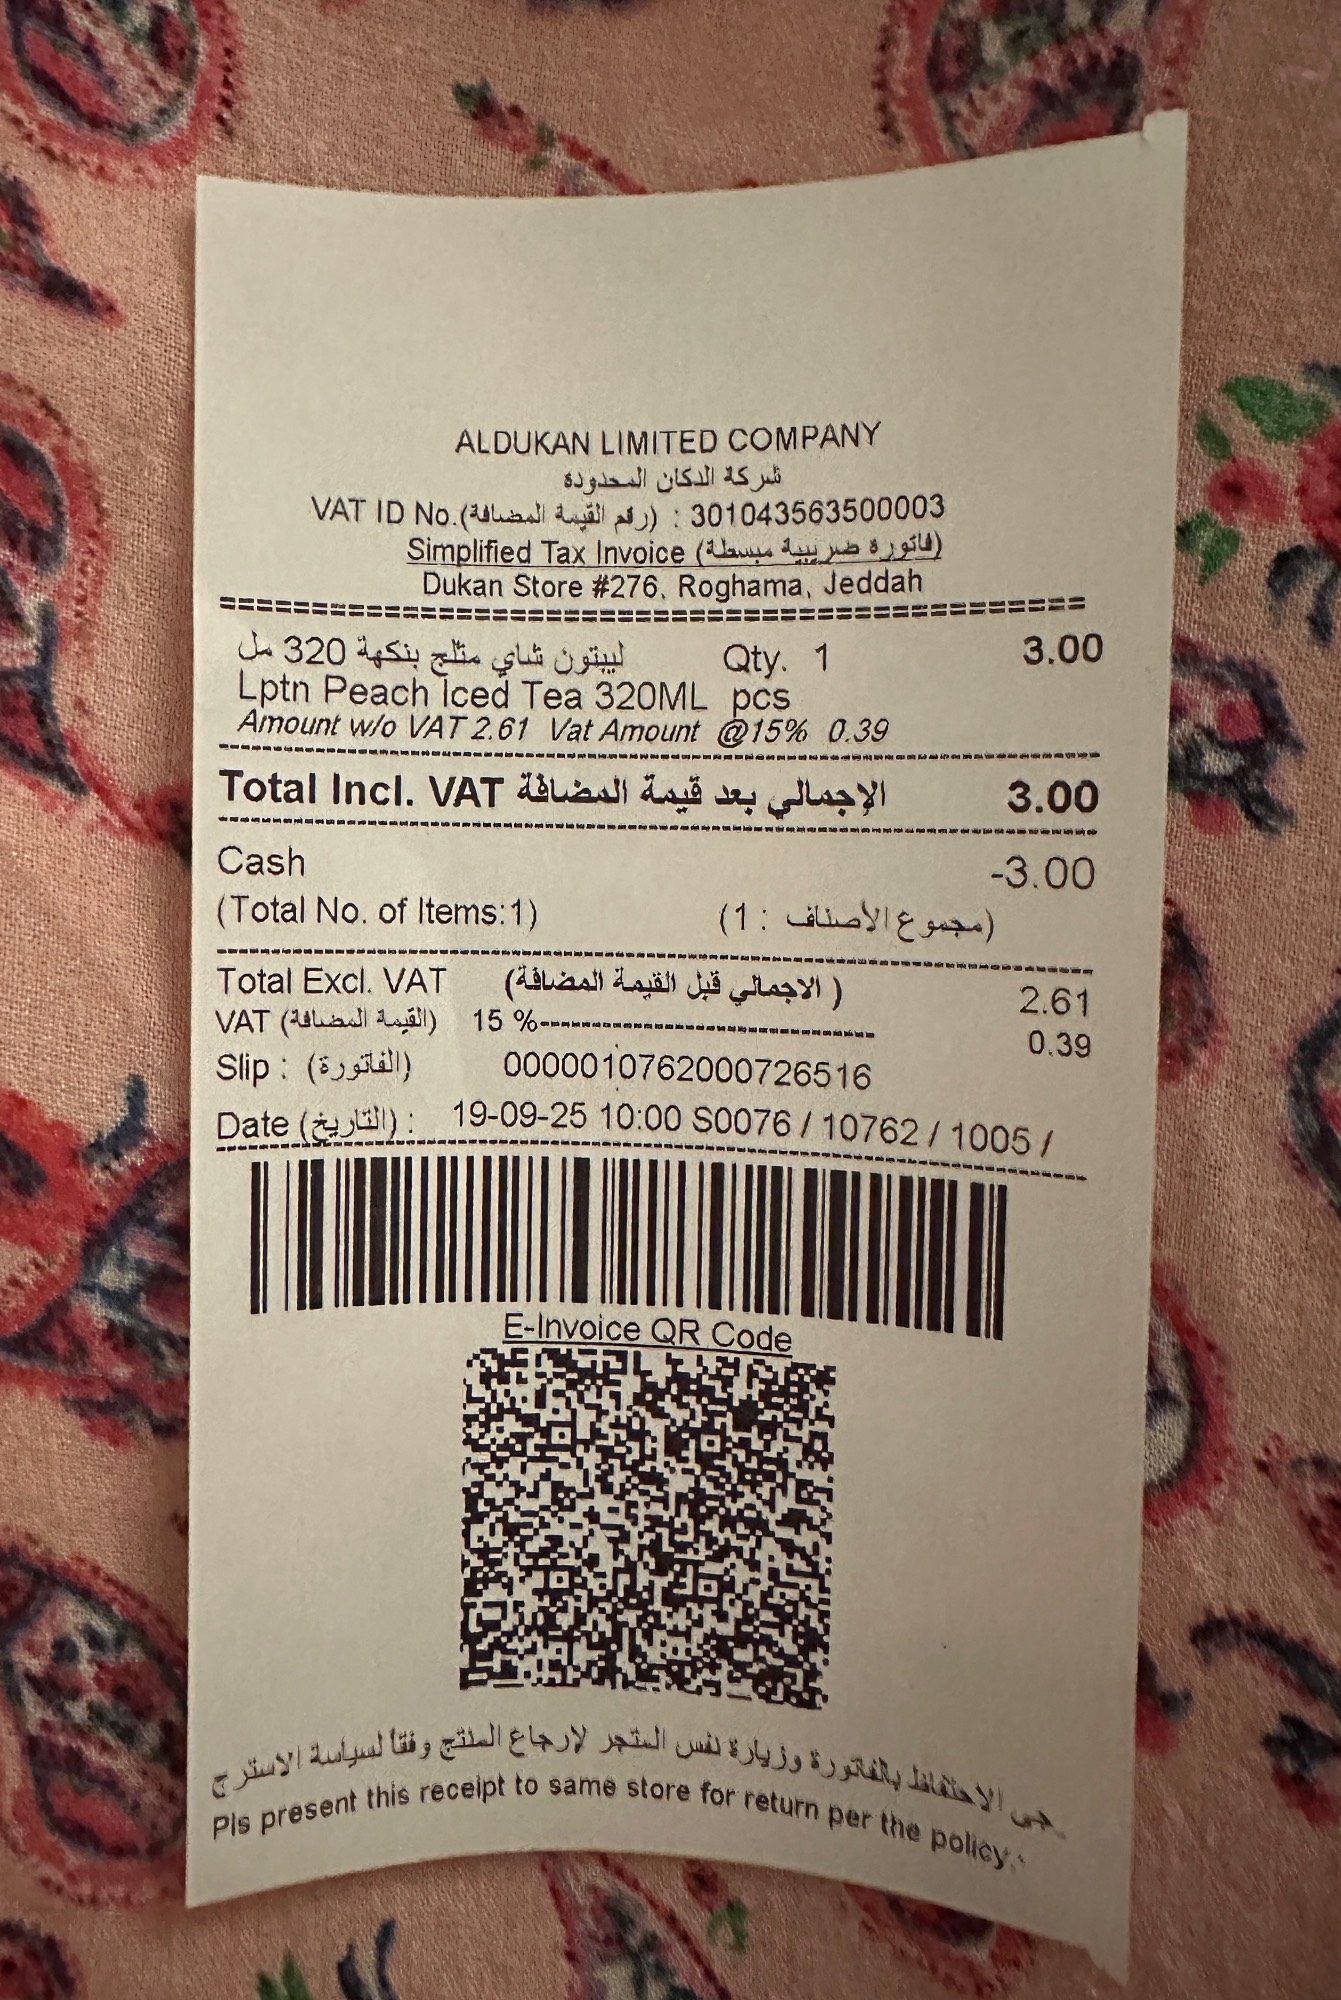 ALDUKAN LIMITED COMPANY
شركة الدكان المحدودة
VAT ID No.(رقم القيمة المضافة) : 301043563500003
Simplified Tax Invoice (فاتورة ضريبية مبسطة)
Dukan Store #276, Roghama, Jeddah
ليبتون شاي مثلج بنكهة 320 مل Qty. 1 3.00
Lptn Peach Iced Tea 320ML pcs
Amount w/o VAT 2.61 Vat Amount @15% 0.39
Total Incl. VAT الإجمالي بعد قيمة المضافة 3.00
Cash -3.00
(Total No. of Items:1) (مجموع الأصناف : 1)
Total Excl. VAT (الاجمالي قبل القيمة المضافة ) 2.61
VAT (القيمة المضافة) 15 %------------------------ 0.39
Slip : (الفاتورة) 0000010762000726516
Date (التاريخ) : 19-09-25 10:00 S0076 / 10762 / 1005 /
E-Invoice QR Code
جى الاحتفاظ بالفاتورة وزيارة نفس المتجر لارجاع المنتج وفقا لسياسة الاسترج
Pls present this receipt to same store for return per the policy.